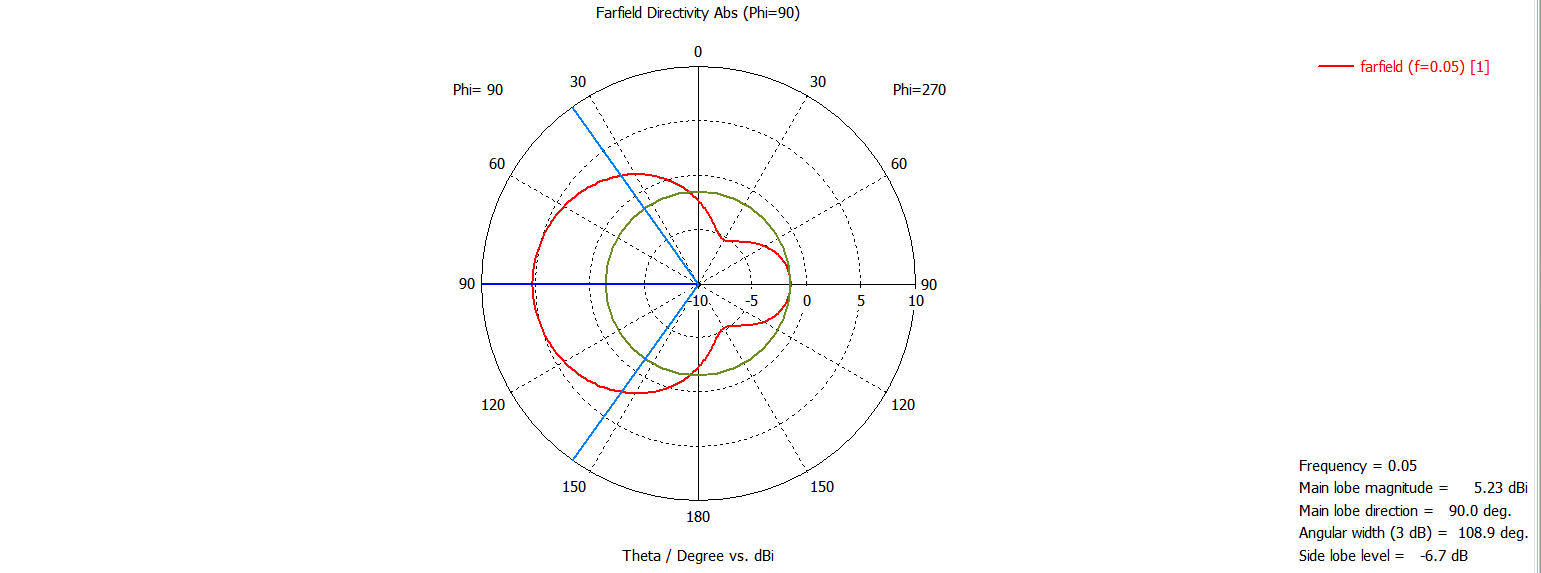 Farfield Directivity Abs (Phi=90)
0
30
30
Phi= 90
Phi=270
farfield (f=0.05) [1]
60
60
90
90
-10
-5
0
5
10
120
120
150
150
180
Theta / Degree vs. dBi
Frequency = 0.05
Main lobe magnitude = 5.23 dBi
Main lobe direction = 90.0 deg.
Angular width (3 dB) = 108.9 deg.
Side lobe level = -6.7 dB